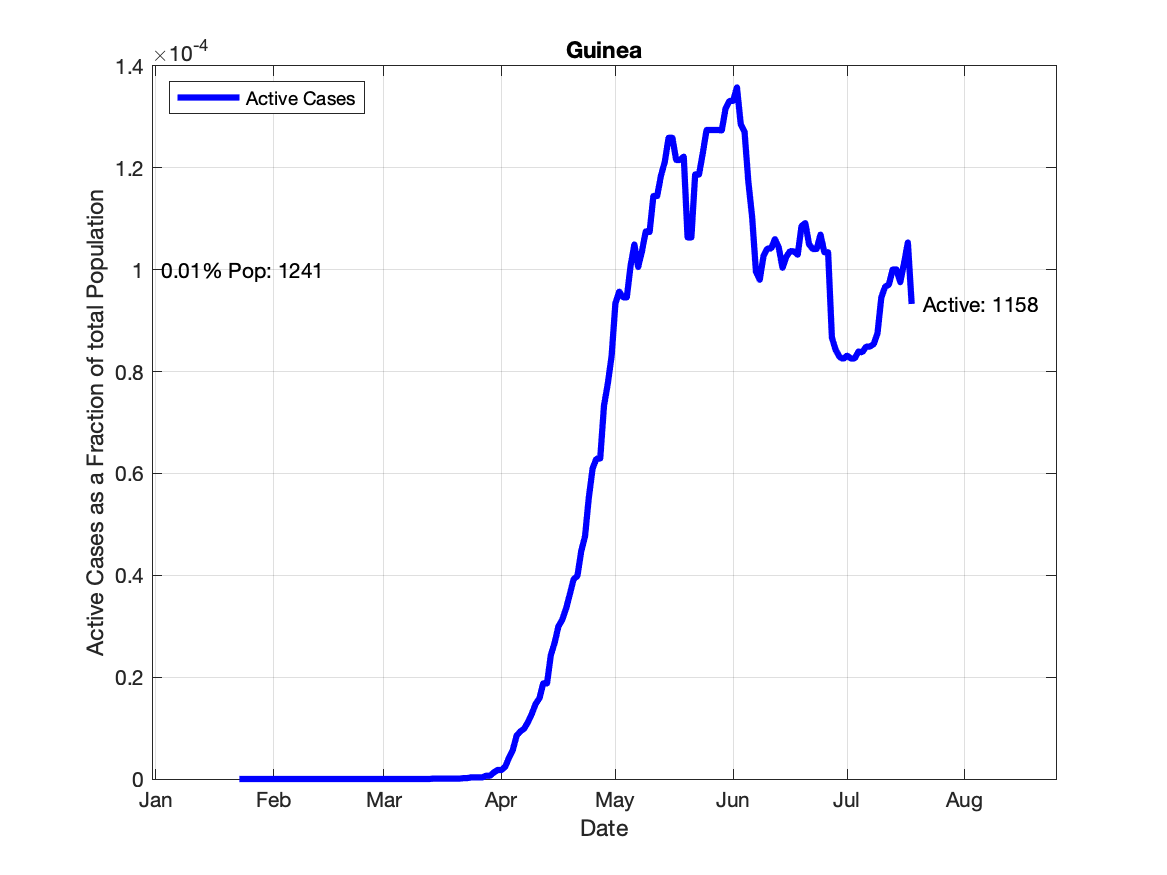 Guinea
×10⁻⁴
Active Cases
1.4
1.2
1
0.8
0.6
0.4
0.2
0
0.01% Pop: 1241
Active: 1158
Active Cases as a Fraction of total Population
Jan Feb Mar Apr May Jun Jul Aug
Date